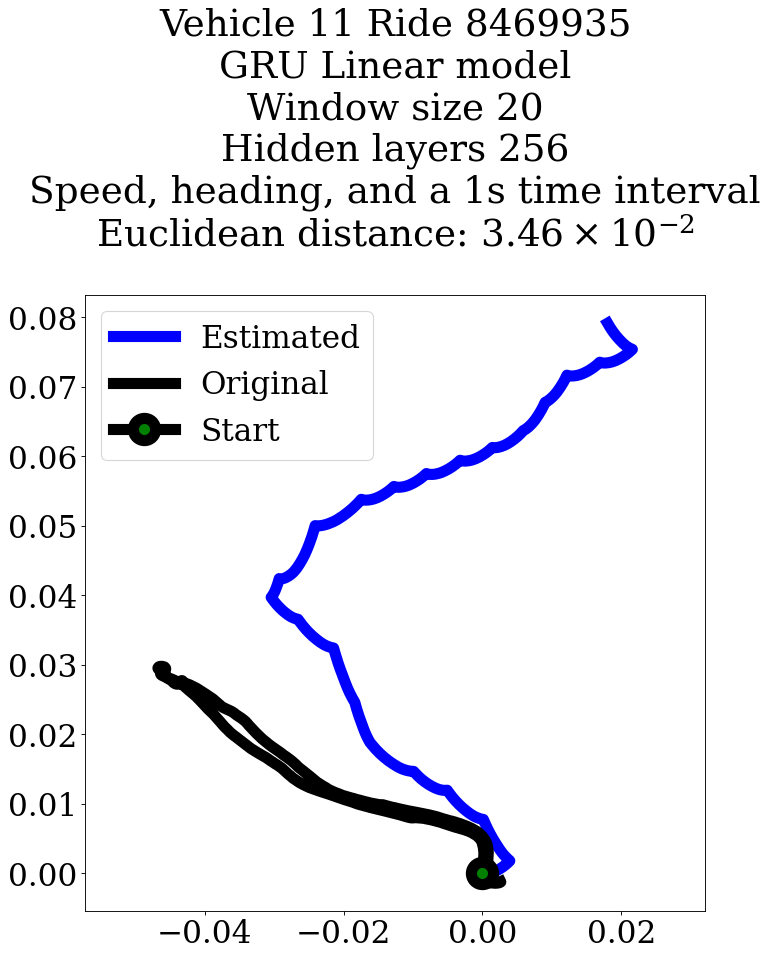 Vehicle 11 Ride 8469935
GRU Linear model
Window size 20
Hidden layers 256
Speed, heading, and a 1s time interval
Euclidean distance: 3.46 × 10⁻²
Estimated
Original
Start
0.08
0.07
0.06
0.05
0.04
0.03
0.02
0.01
0.00
−0.04 −0.02 0.00 0.02